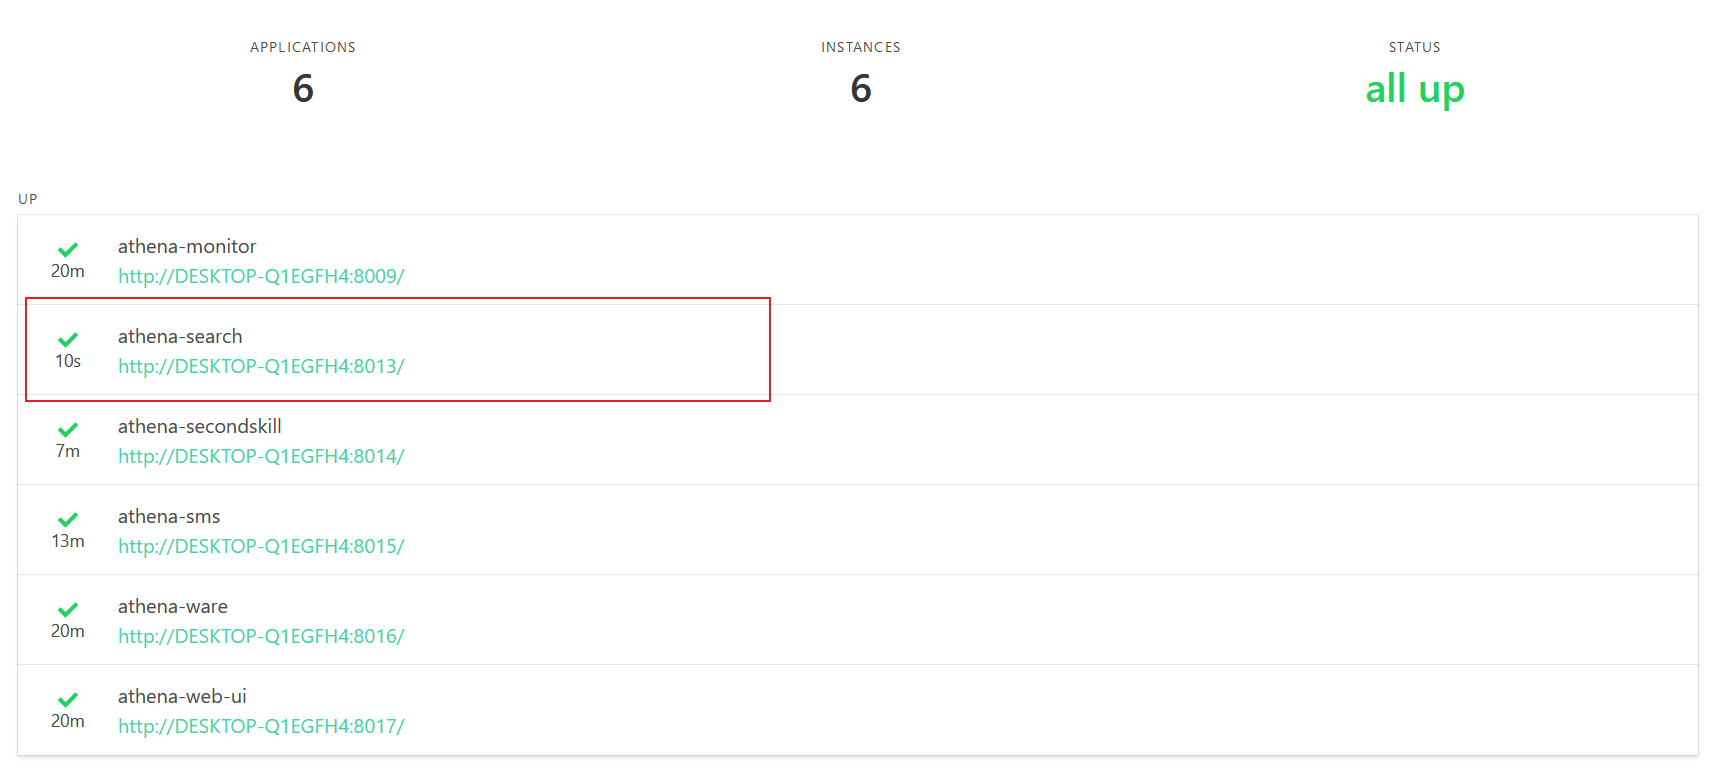 APPLICATIONS
6
INSTANCES
6
STATUS
all up
UP
athena-monitor
20m
http://DESKTOP-Q1EGFH4:8009/
athena-search
10s
http://DESKTOP-Q1EGFH4:8013/
athena-secondskill
7m
http://DESKTOP-Q1EGFH4:8014/
athena-sms
13m
http://DESKTOP-Q1EGFH4:8015/
athena-ware
20m
http://DESKTOP-Q1EGFH4:8016/
athena-web-ui
20m
http://DESKTOP-Q1EGFH4:8017/